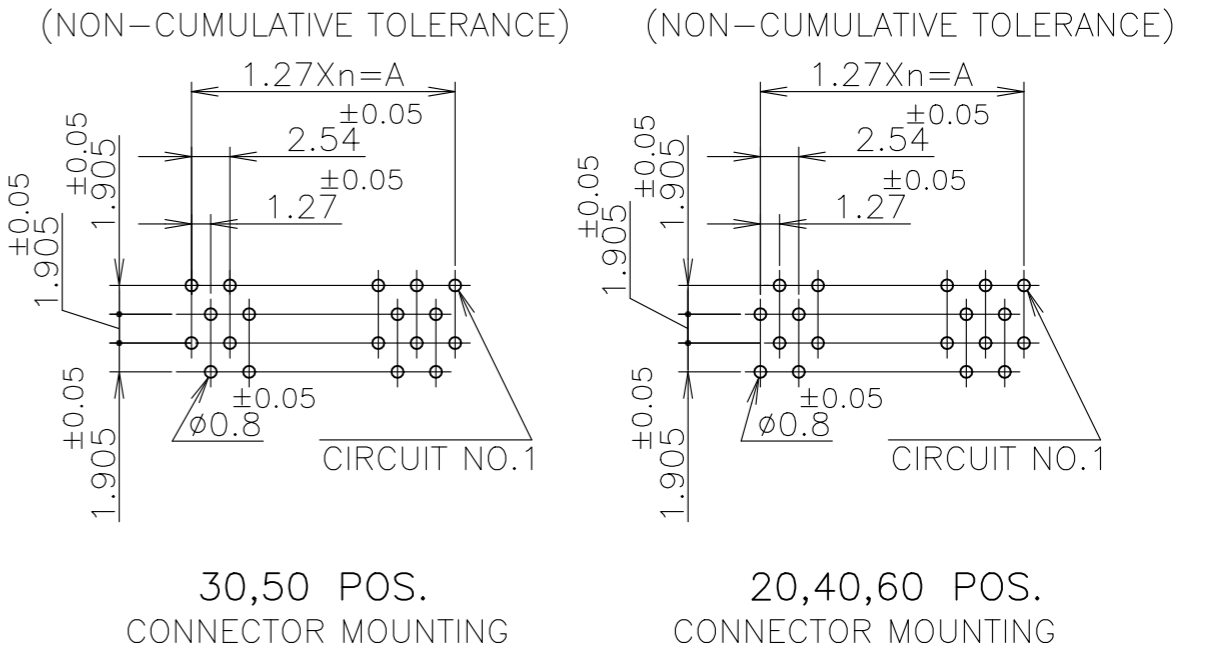 (NON-CUMULATIVE TOLERANCE)
1.27Xn=A
±0.05
2.54
±0.05
1.27
±0.05
1.905
±0.05
1.905
±0.05
1.905
±0.05
ø0.8
CIRCUIT NO.1
30,50 POS.
CONNECTOR MOUNTING
(NON-CUMULATIVE TOLERANCE)
1.27Xn=A
±0.05
2.54
±0.05
1.27
±0.05
1.905
±0.05
1.905
±0.05
1.905
±0.05
ø0.8
CIRCUIT NO.1
20,40,60 POS.
CONNECTOR MOUNTING